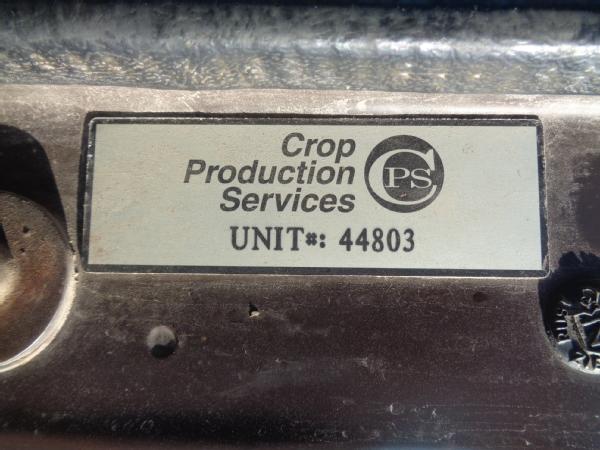 Crop
Production
Services
CPS
UNIT#: 44803